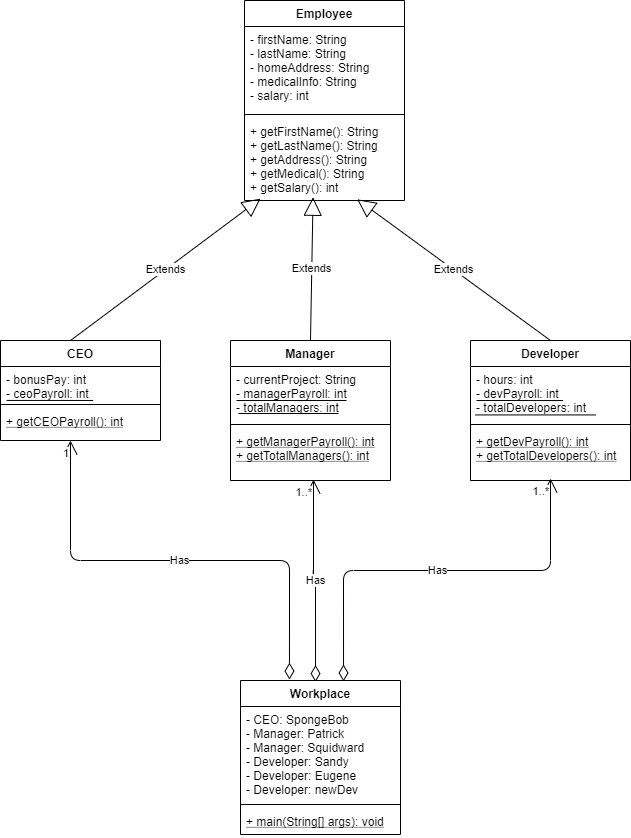 Employee
- firstName: String
- lastName: String
- homeAddress: String
- medicalInfo: String
- salary: int
+ getFirstName(): String
+ getLastName(): String
+ getAddress(): String
+ getMedical(): String
+ getSalary(): int
Extends
Extends
Extends
CEO
- bonusPay: int
- ceoPayroll: int
+ getCEOPayroll(): int
Manager
- currentProject: String
- managerPayroll: int
- totalManagers: int
+ getManagerPayroll(): int
+ getTotalManagers(): int
Developer
- hours: int
- devPayroll: int
- totalDevelopers: int
+ getDevPayroll(): int
+ getTotalDevelopers(): int
1
1..*
1..*
Has
Has
Has
Workplace
- CEO: SpongeBob
- Manager: Patrick
- Manager: Squidward
- Developer: Sandy
- Developer: Eugene
- Developer: newDev
+ main(String[] args): void